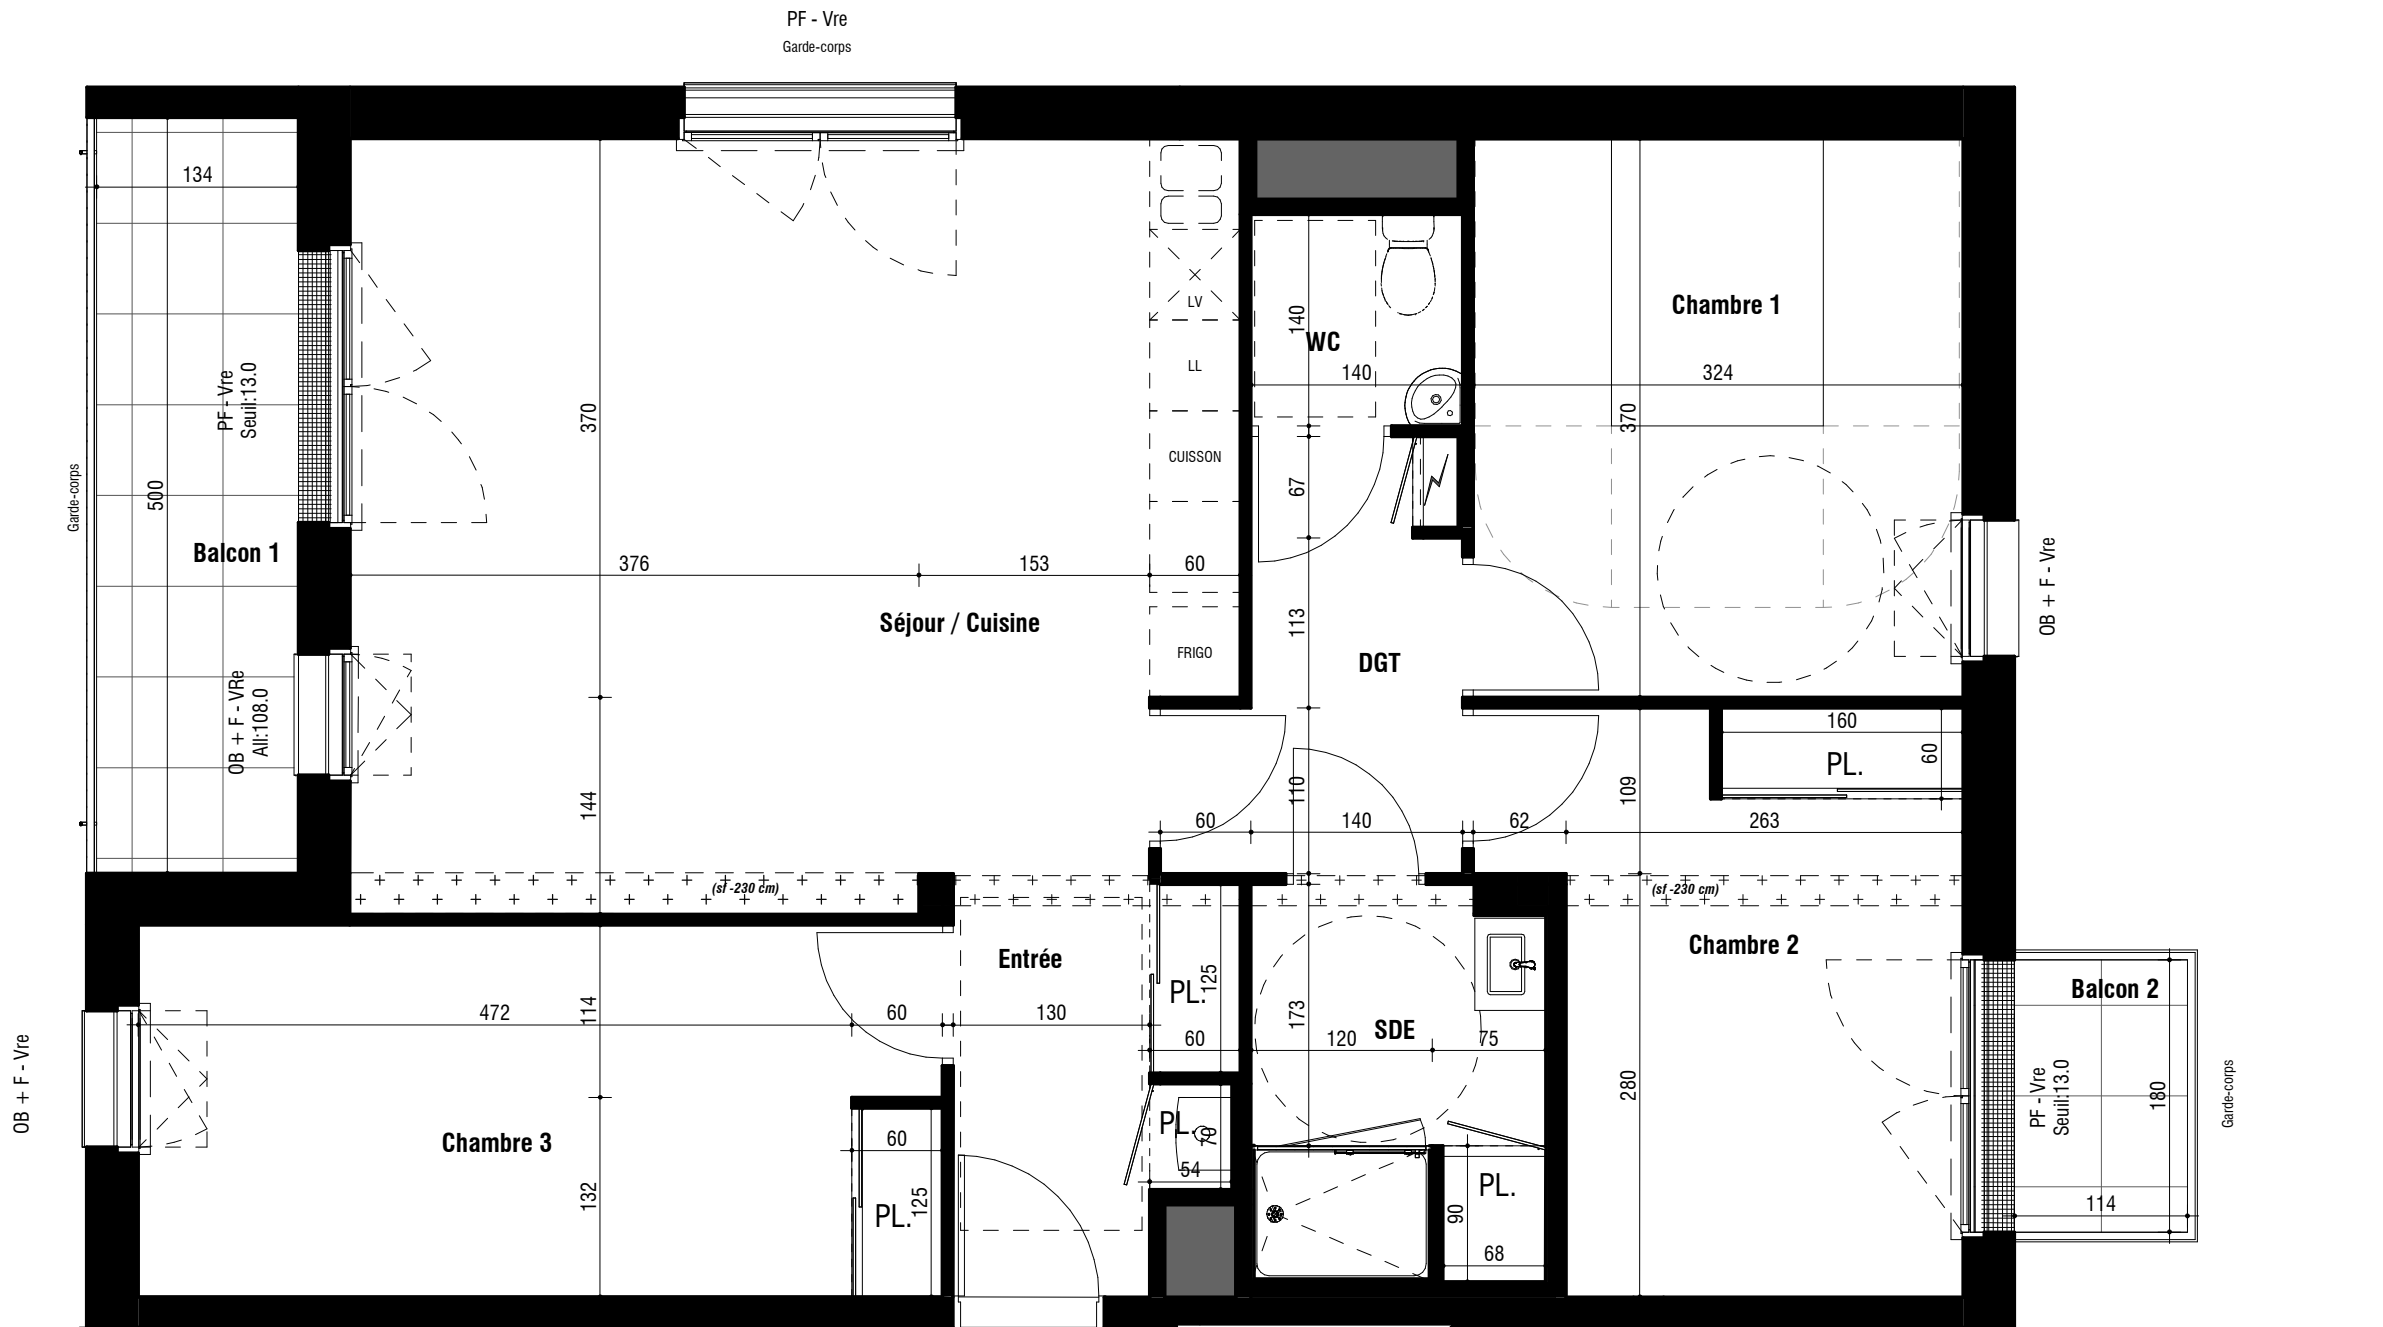 PF - Vre
Garde-corps
134
PF - Vre
Seuil:13.0
Garde-corps
500
Balcon 1
OB + F - VRe
All:108.0
370
376
153
60
Séjour / Cuisine
144
LV
LL
CUISSON
FRIGO
140
WC
140
67
113
DGT
110
Chambre 1
324
370
OB + F - Vre
160
PL.
60
109
60
140
62
263
(sf -230 cm)
(sf -230 cm)
Entrée
Chambre 2
Balcon 2
472
114
60
130
PL.
125
60
173
SDE
120
75
280
PF - Vre
Seuil:13.0
180
Garde-corps
114
OB + F - Vre
Chambre 3
132
60
PL.
125
PL.
70
54
PL.
90
68